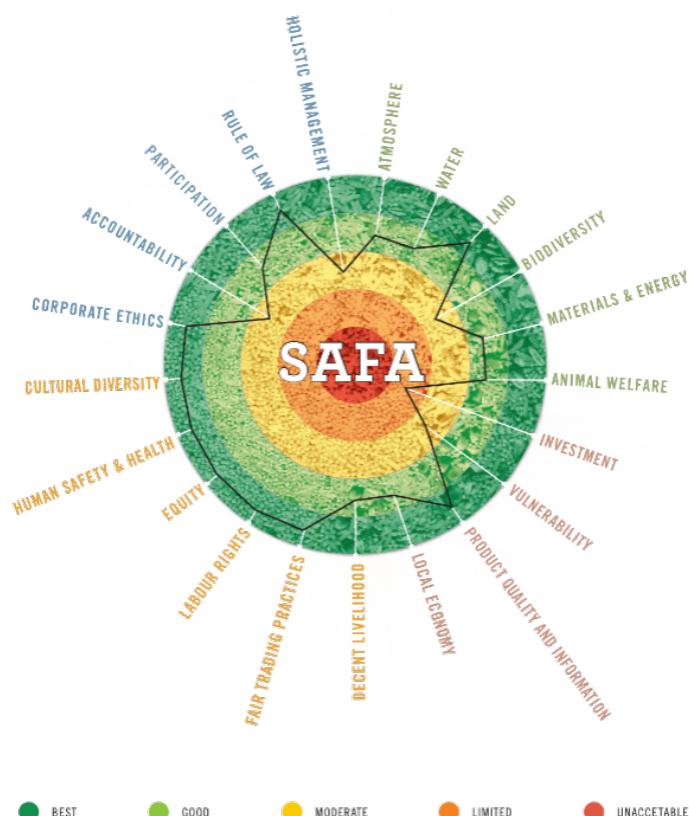 HOLISTIC MANAGEMENT
ATMOSPHERE
WATER
LAND
BIODIVERSITY
MATERIALS & ENERGY
ANIMAL WELFARE
INVESTMENT
VULNERABILITY
PRODUCT QUALITY AND INFORMATION
LOCAL ECONOMY
DECENT LIVELIHOOD
FAIR TRADING PRACTICES
LABOUR RIGHTS
EQUITY
HUMAN SAFETY & HEALTH
CULTURAL DIVERSITY
CORPORATE ETHICS
ACCOUNTABILITY
PARTICIPATION
RULE OF LAW
SAFA
BEST GOOD MODERATE LIMITED UNACCETABLE